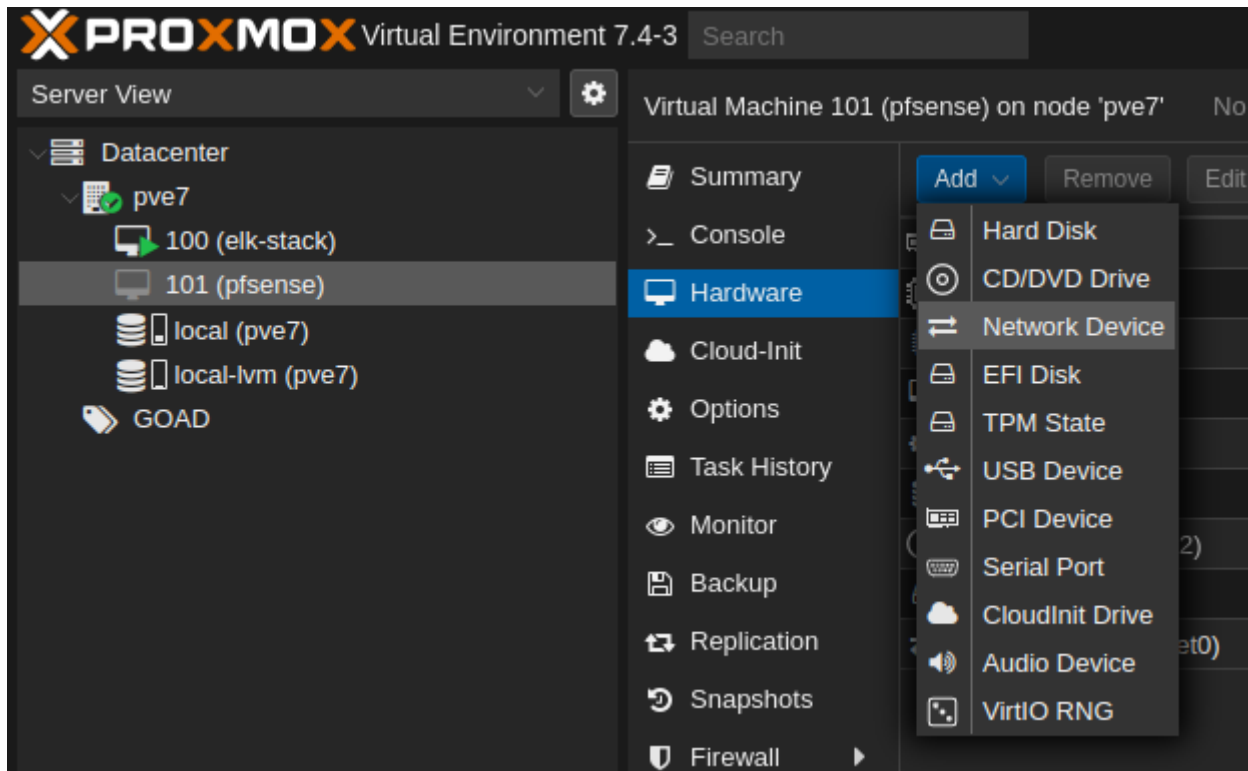 PROXMOX Virtual Environment 7.4-3 Search
Server View
Datacenter
pve7
100 (elk-stack)
101 (pfsense)
local (pve7)
local-lvm (pve7)
GOAD
Virtual Machine 101 (pfsense) on node 'pve7' No
Summary
Console
Hardware
Cloud-Init
Options
Task History
Monitor
Backup
Replication
Snapshots
Firewall
Add Remove Edit
Hard Disk
CD/DVD Drive
Network Device
EFI Disk
TPM State
USB Device
PCI Device
2)
Serial Port
CloudInit Drive
et0)
Audio Device
VirtIO RNG